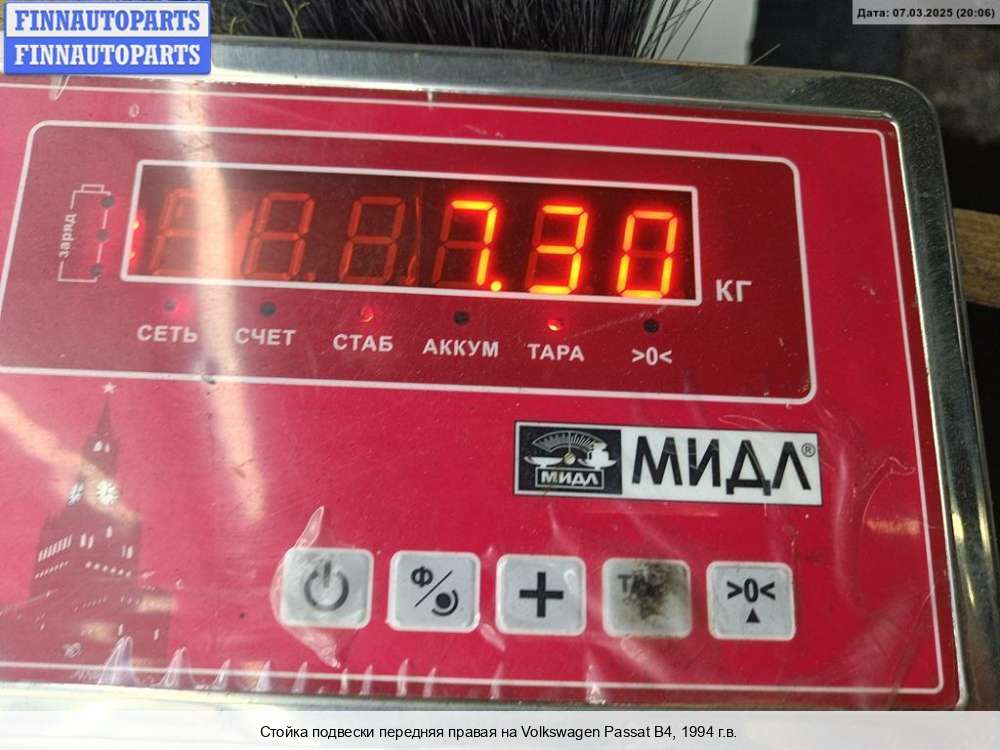 FINNAUTOPARTS
FINNAUTOPARTS
Дата: 07.03.2025 (20:06)
заряд
7.30
КГ
СЕТЬ СЧЕТ СТАБ АККУМ ТАРА >0<
МИДЛ
МИДЛ®
Ф
>0<
Стойка подвески передняя правая на Volkswagen Passat B4, 1994 г.в.